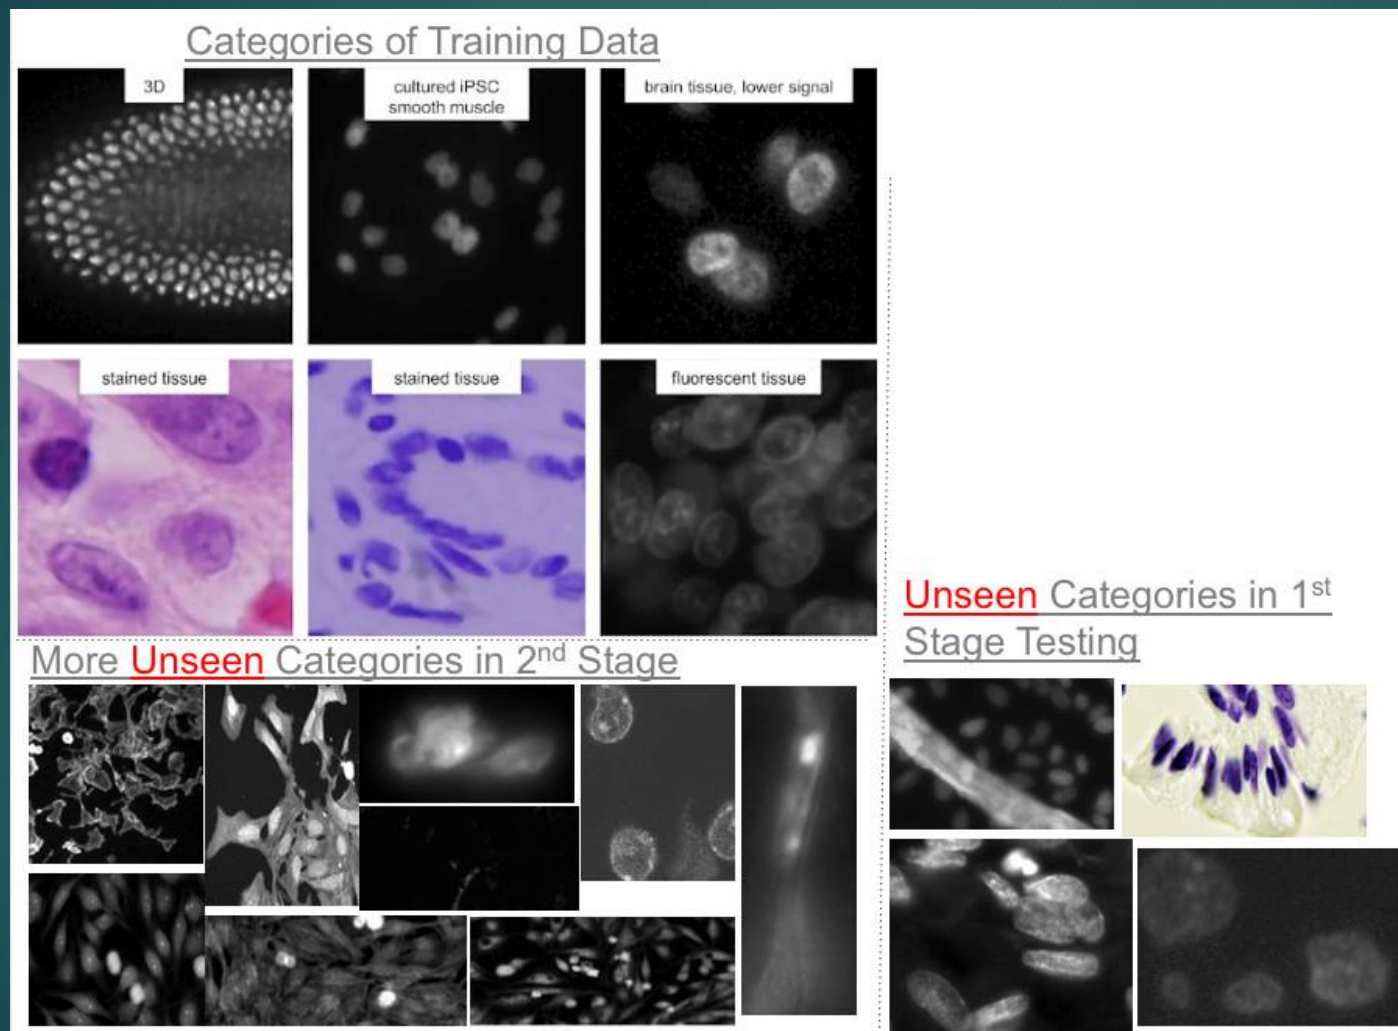 Categories of Training Data
3D
cultured iPSC
smooth muscle
brain tissue, lower signal
stained tissue
stained tissue
fluorescent tissue
More Unseen Categories in 2nd Stage
Unseen Categories in 1st
Stage Testing